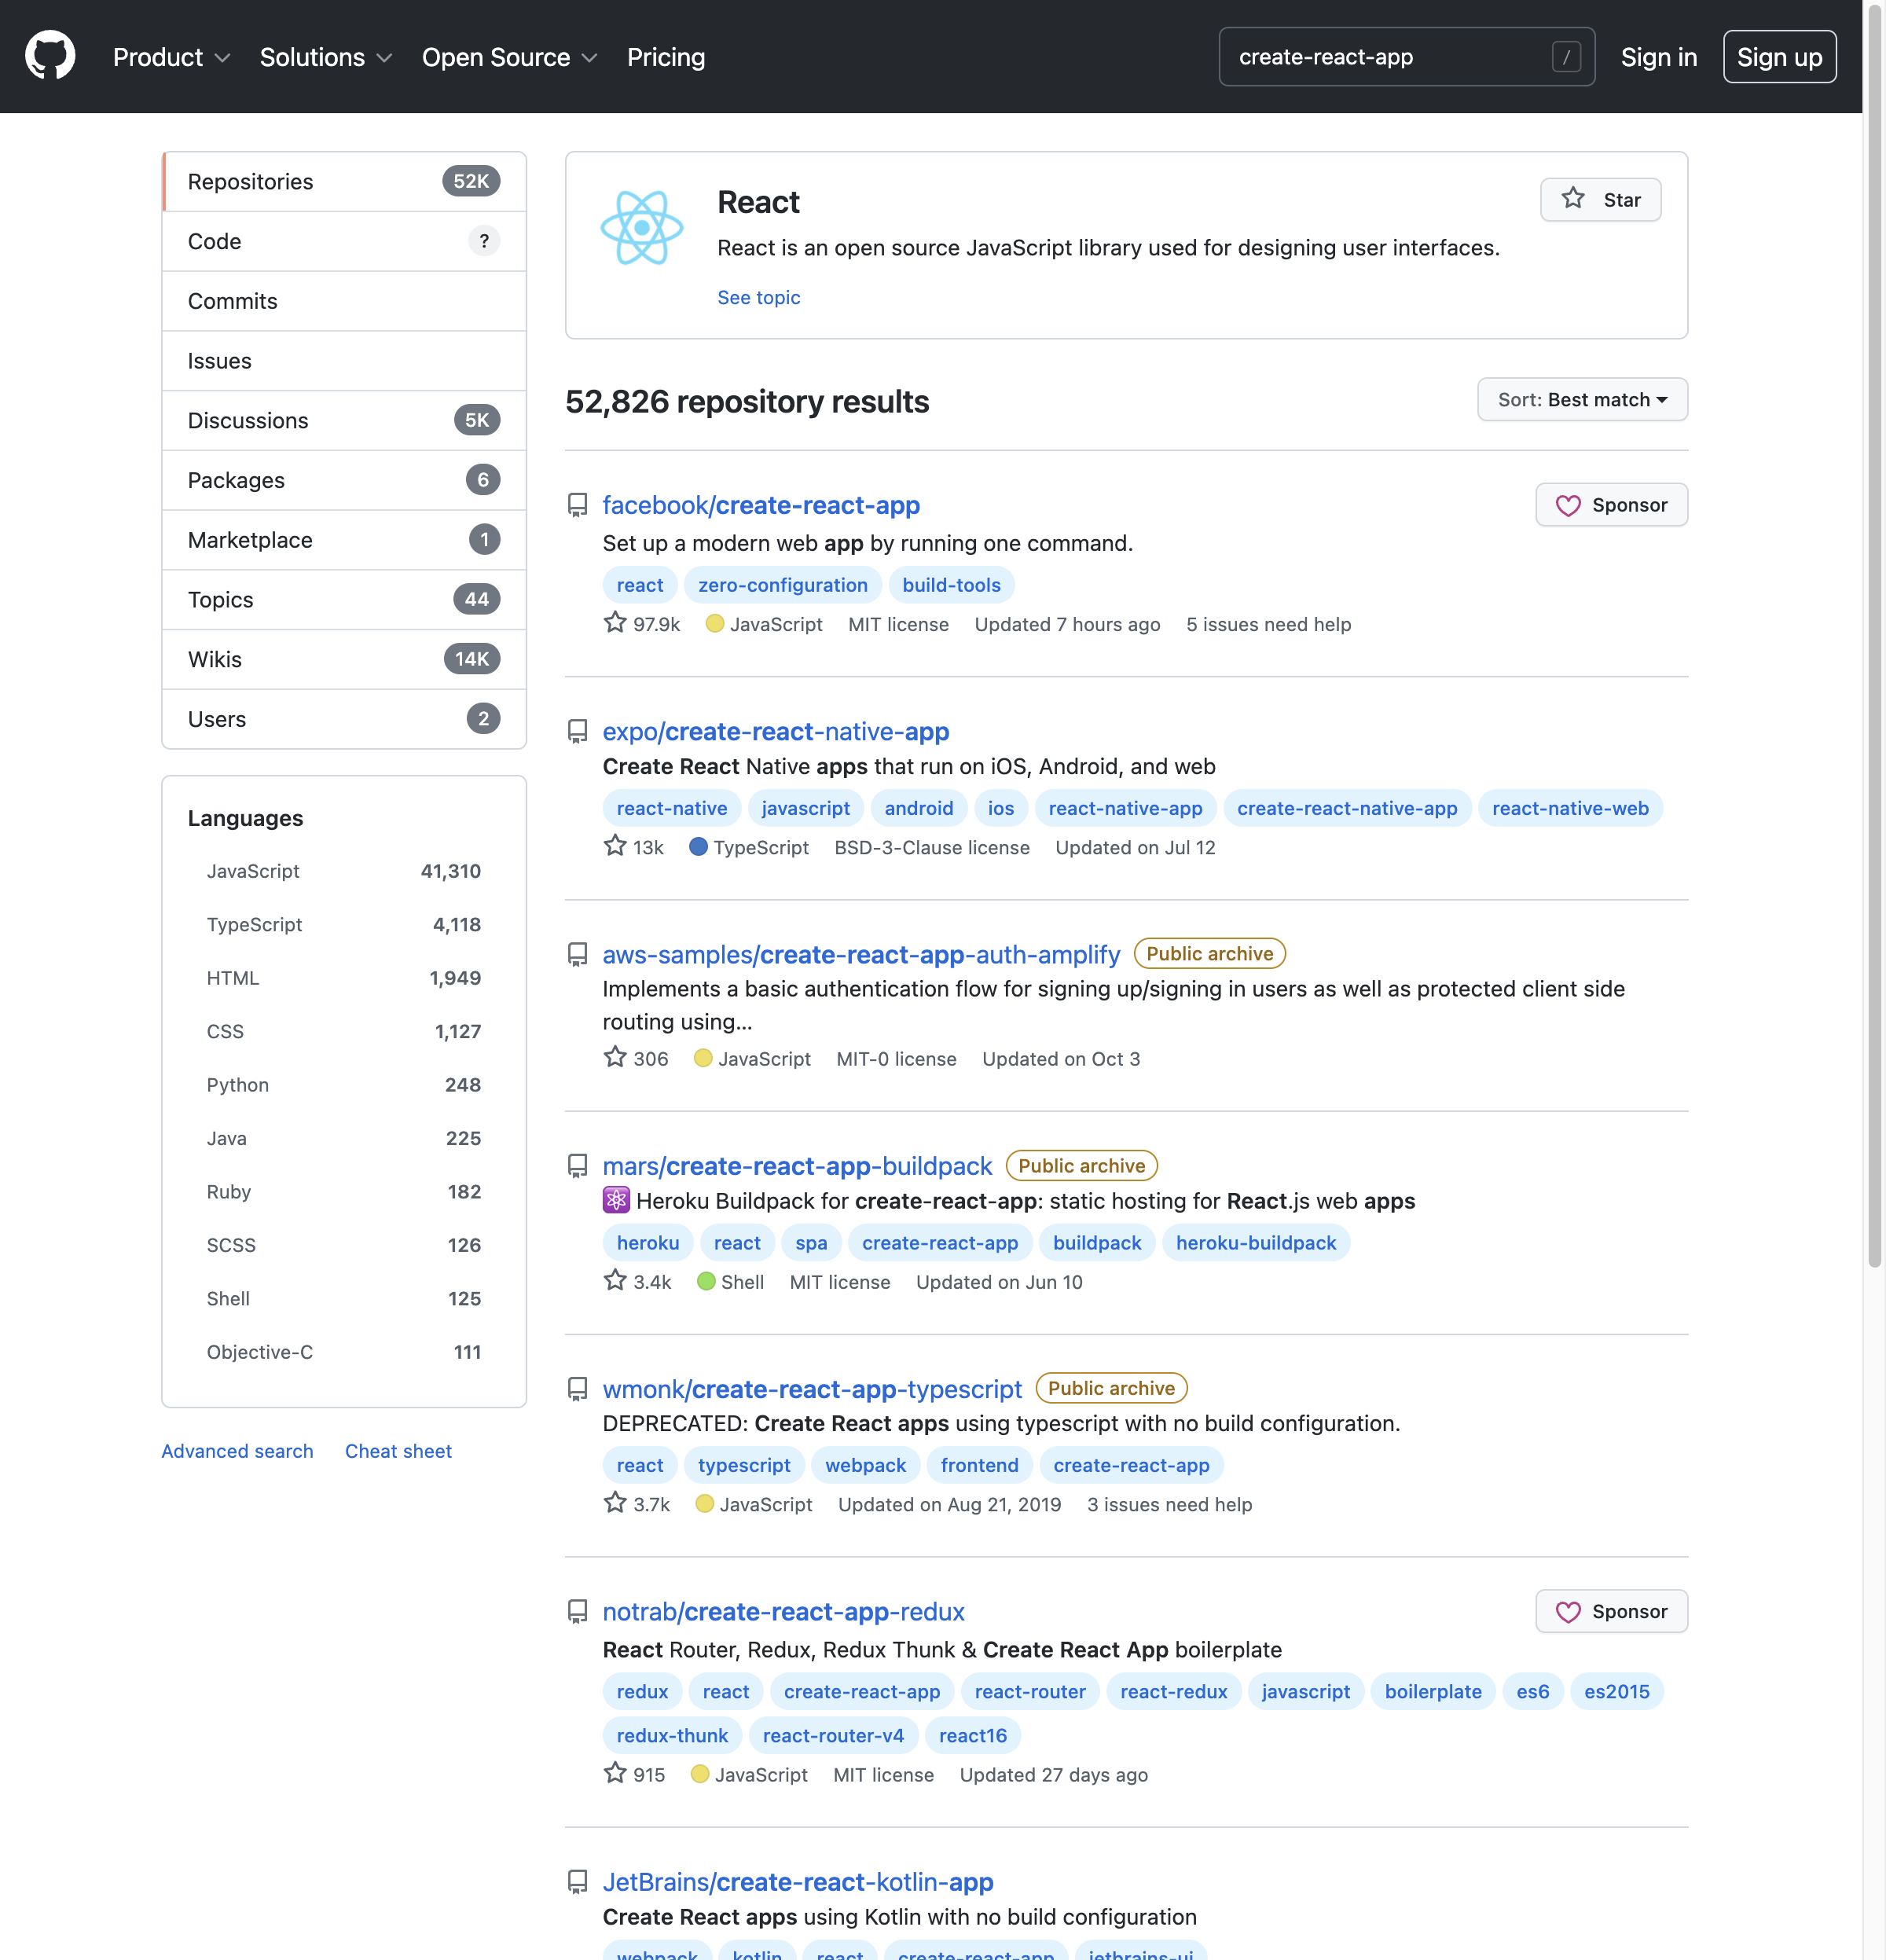 Product Solutions Open Source Pricing create-react-app / Sign in Sign up
Repositories 52K
Code ?
Commits
Issues
Discussions 5K
Packages 6
Marketplace 1
Topics 44
Wikis 14K
Users 2
Languages
JavaScript 41,310
TypeScript 4,118
HTML 1,949
CSS 1,127
Python 248
Java 225
Ruby 182
SCSS 126
Shell 125
Objective-C 111
Advanced search Cheat sheet
React Star
React is an open source JavaScript library used for designing user interfaces.
See topic
52,826 repository results Sort: Best match
facebook/create-react-app Sponsor
Set up a modern web app by running one command.
react zero-configuration build-tools
97.9k JavaScript MIT license Updated 7 hours ago 5 issues need help
expo/create-react-native-app
Create React Native apps that run on iOS, Android, and web
react-native javascript android ios react-native-app create-react-native-app react-native-web
13k TypeScript BSD-3-Clause license Updated on Jul 12
aws-samples/create-react-app-auth-amplify Public archive
Implements a basic authentication flow for signing up/signing in users as well as protected client side
routing using...
306 JavaScript MIT-0 license Updated on Oct 3
mars/create-react-app-buildpack Public archive
Heroku Buildpack for create-react-app: static hosting for React.js web apps
heroku react spa create-react-app buildpack heroku-buildpack
3.4k Shell MIT license Updated on Jun 10
wmonk/create-react-app-typescript Public archive
DEPRECATED: Create React apps using typescript with no build configuration.
react typescript webpack frontend create-react-app
3.7k JavaScript Updated on Aug 21, 2019 3 issues need help
notrab/create-react-app-redux Sponsor
React Router, Redux, Redux Thunk & Create React App boilerplate
redux react create-react-app react-router react-redux javascript boilerplate es6 es2015
redux-thunk react-router-v4 react16
915 JavaScript MIT license Updated 27 days ago
JetBrains/create-react-kotlin-app
Create React apps using Kotlin with no build configuration
webpack kotlin react create-react-app jetbrains-ui